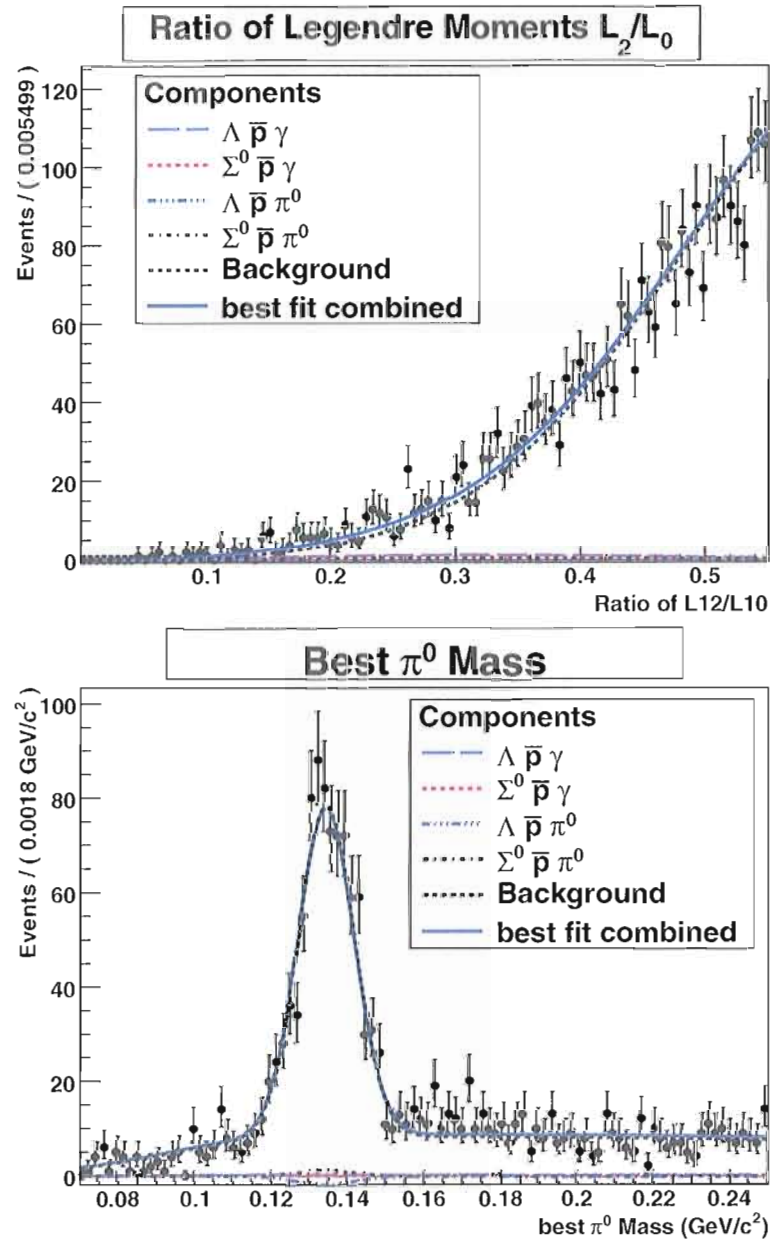 Ratio of Legendre Moments L₂/L₀
Events / ( 0.005499 )
120
100
80
60
40
20
0
Components
Λ p̅ γ
Σ⁰ p̅ γ
Λ p̅ π⁰
Σ⁰ p̅ π⁰
Background
best fit combined
0.1 0.2 0.3 0.4 0.5
Ratio of L12/L10
Best π⁰ Mass
Events / ( 0.0018 GeV/c² )
100
80
60
40
20
0
Components
Λ p̅ γ
Σ⁰ p̅ γ
Λ p̅ π⁰
Σ⁰ p̅ π⁰
Background
best fit combined
0.08 0.1 0.12 0.14 0.16 0.18 0.2 0.22 0.24
best π⁰ Mass (GeV/c²)